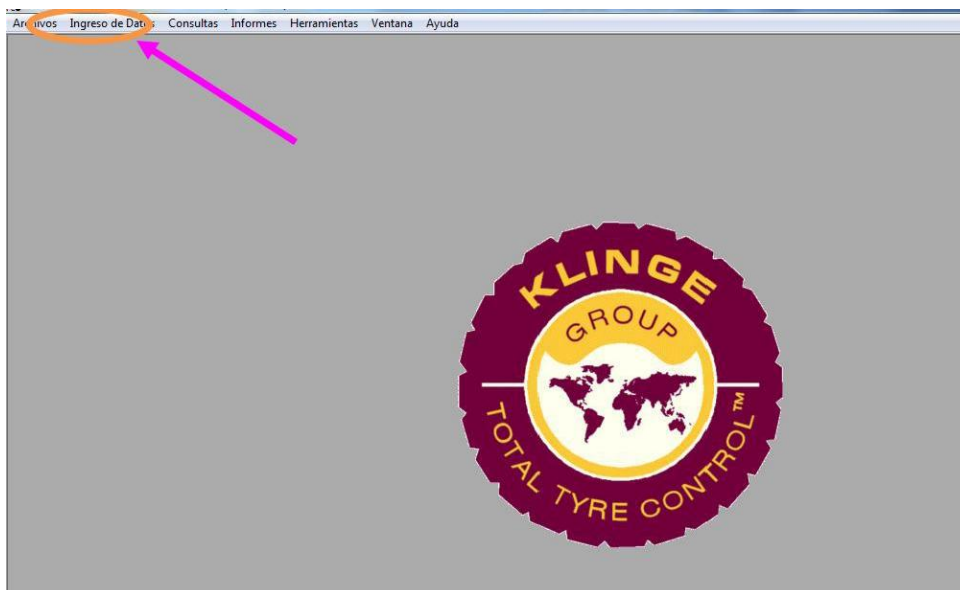 Archivos Ingreso de Datos Consultas Informes Herramientas Ventana Ayuda
KLINGE
GROUP
TOTAL TYRE CONTROL™